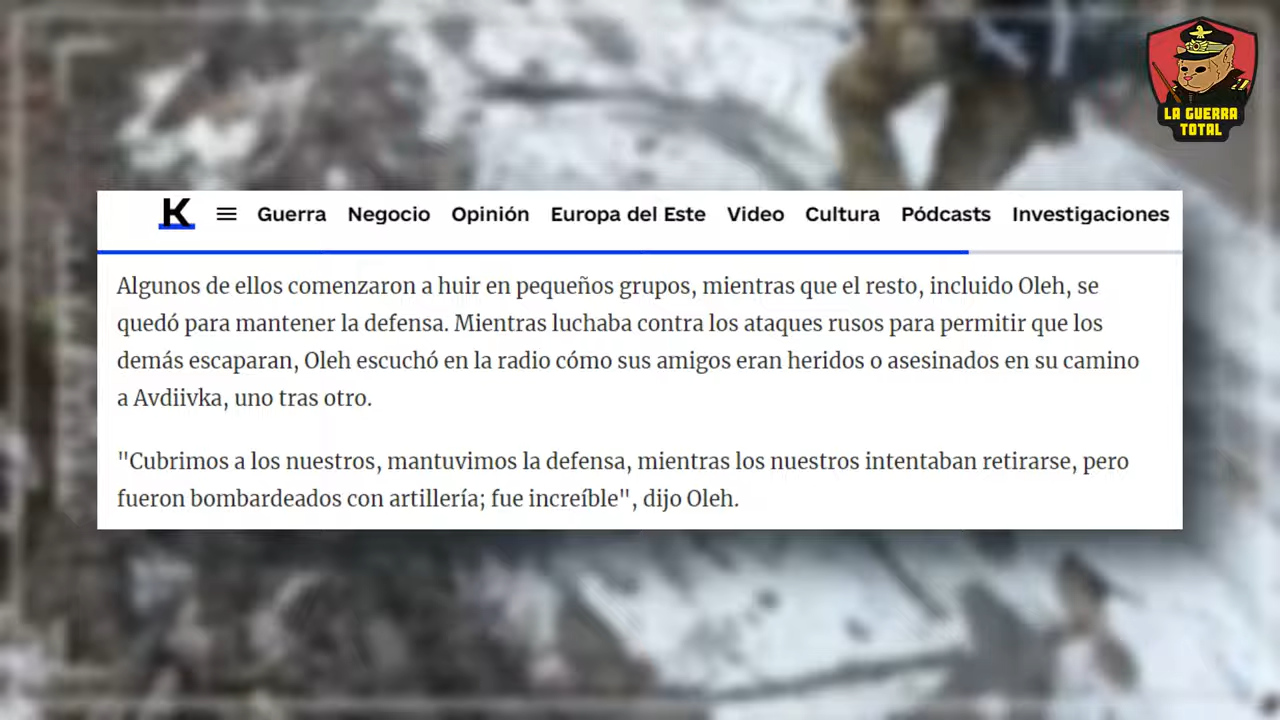 LA GUERRA
TOTAL
K
Guerra Negocio Opinión Europa del Este Video Cultura Pódcasts Investigaciones
Algunos de ellos comenzaron a huir en pequeños grupos, mientras que el resto, incluido Oleh, se
quedó para mantener la defensa. Mientras luchaba contra los ataques rusos para permitir que los
demás escaparan, Oleh escuchó en la radio cómo sus amigos eran heridos o asesinados en su camino
a Avdiivka, uno tras otro.
"Cubrimos a los nuestros, mantuvimos la defensa, mientras los nuestros intentaban retirarse, pero
fueron bombardeados con artillería; fue increíble", dijo Oleh.